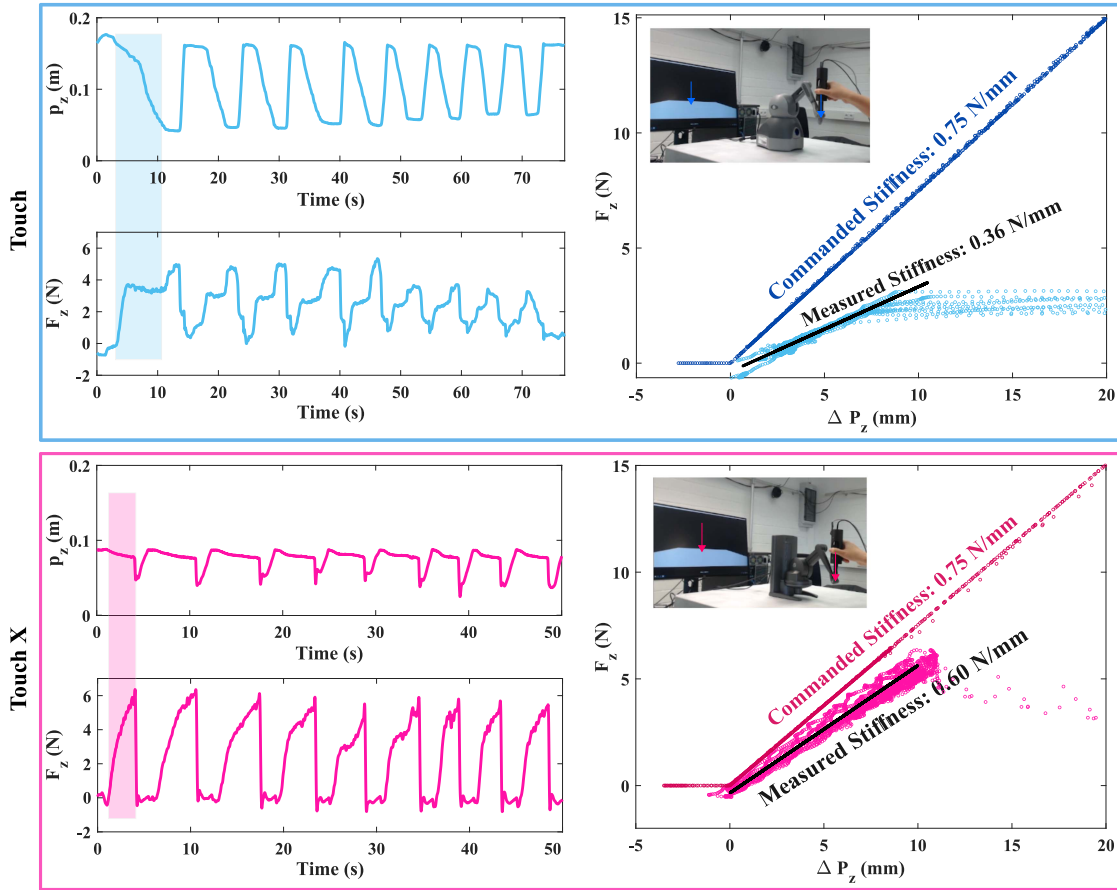 Touch
0.2
0.1
0
p_z (m)
0 10 20 30 40 50 60 70
Time (s)
6
4
2
0
-2
F_z (N)
0 10 20 30 40 50 60 70
Time (s)
15
10
5
0
F_z (N)
Commanded Stiffness: 0.75 N/mm
Measured Stiffness: 0.36 N/mm
-5 0 5 10 15 20
Δ P_z (mm)
Touch X
0.2
0.1
0
p_z (m)
0 10 20 30 40 50
Time (s)
6
4
2
0
-2
F_z (N)
0 10 20 30 40 50
Time (s)
15
10
5
0
F_z (N)
Commanded Stiffness: 0.75 N/mm
Measured Stiffness: 0.60 N/mm
-5 0 5 10 15 20
Δ P_z (mm)